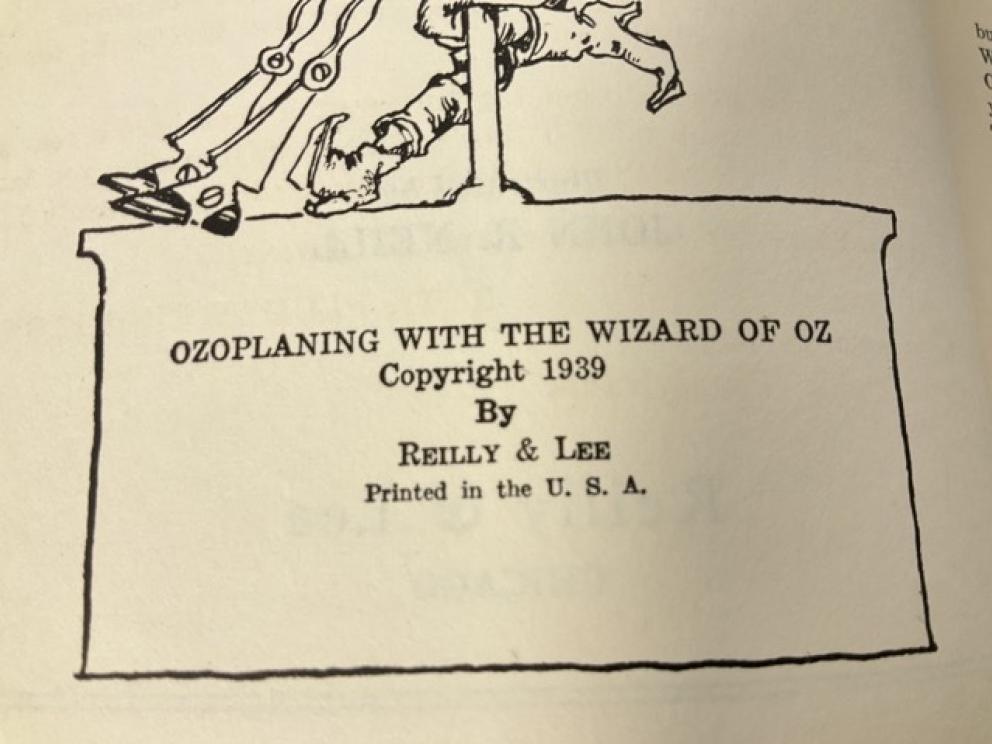 OZOPLANING WITH THE WIZARD OF OZ
Copyright 1939
By
REILLY & LEE
Printed in the U. S. A.